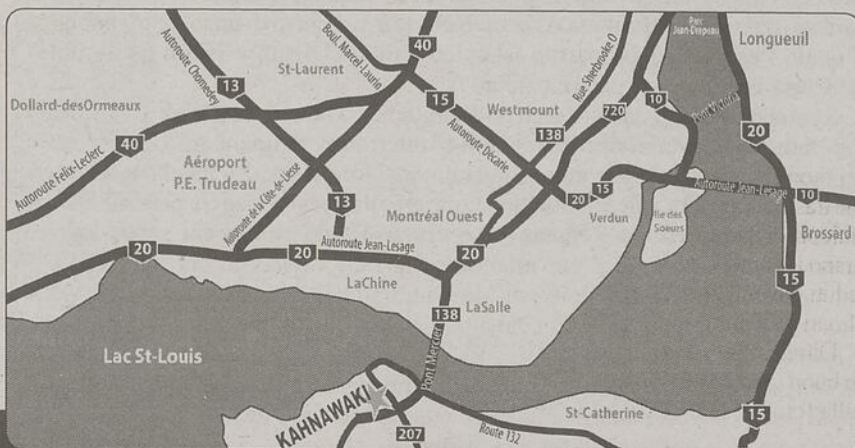 Parc
Jean-Drapeau
Longueuil
40
Boul. Marcel-Laurin
Autoroute Chomedey
St-Laurent
13
Rue Sherbrooke O
15
Westmount
720
10
Pont Victoria
Dollard-desOrmeaux
138
20
40
Autoroute Décarie
Autoroute Felix-Leclerc
Aéroport
P.E. Trudeau
Autoroute de la Côte-de-Liesse
13
Montréal Ouest
20
15
Verdun
Autoroute Jean-Lesage
10
Ile des
Soeurs
Brossard
20
20
Autoroute Jean-Lesage
20
LaChine
15
138
LaSalle
Pont Mercier
Lac St-Louis
KAHNAWAKI
207
Route 132
St-Catherine
15